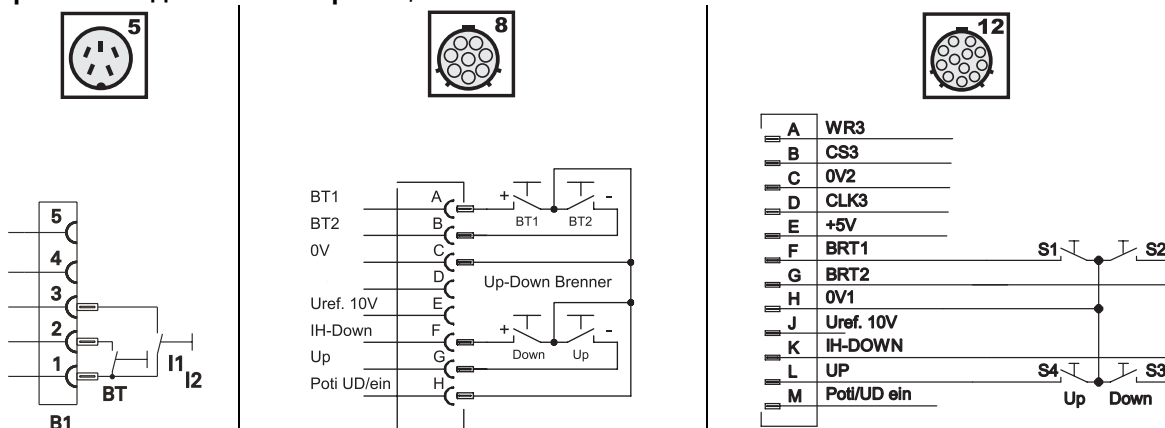 5
8
12
5
4
3
2
1
BT
I1
I2
B1
BT1
BT2
0V
Uref. 10V
IH-Down
Up
Poti UD/ein
A
B
C
D
E
F
G
H
+
BT1
BT2
-
Up-Down Brenner
+
Down
Up
-
A WR3
B CS3
C 0V2
D CLK3
E +5V
F BRT1
G BRT2
H 0V1
J Uref. 10V
K IH-DOWN
L UP
M Poti/UD ein
S1
S2
S4
S3
Up
Down